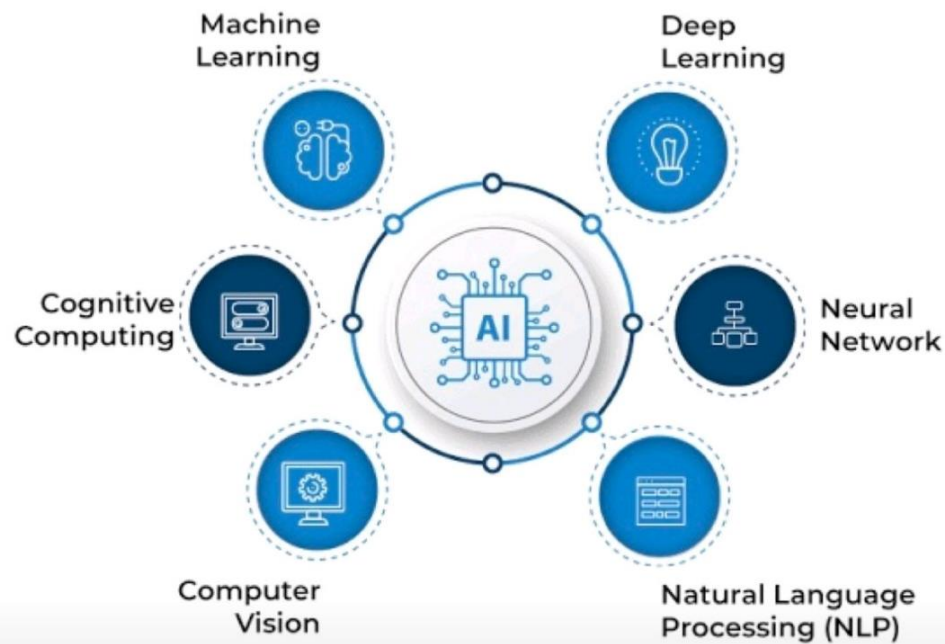 Machine
Learning
Deep
Learning
Cognitive
Computing
AI
Neural
Network
Computer
Vision
Natural Language
Processing (NLP)